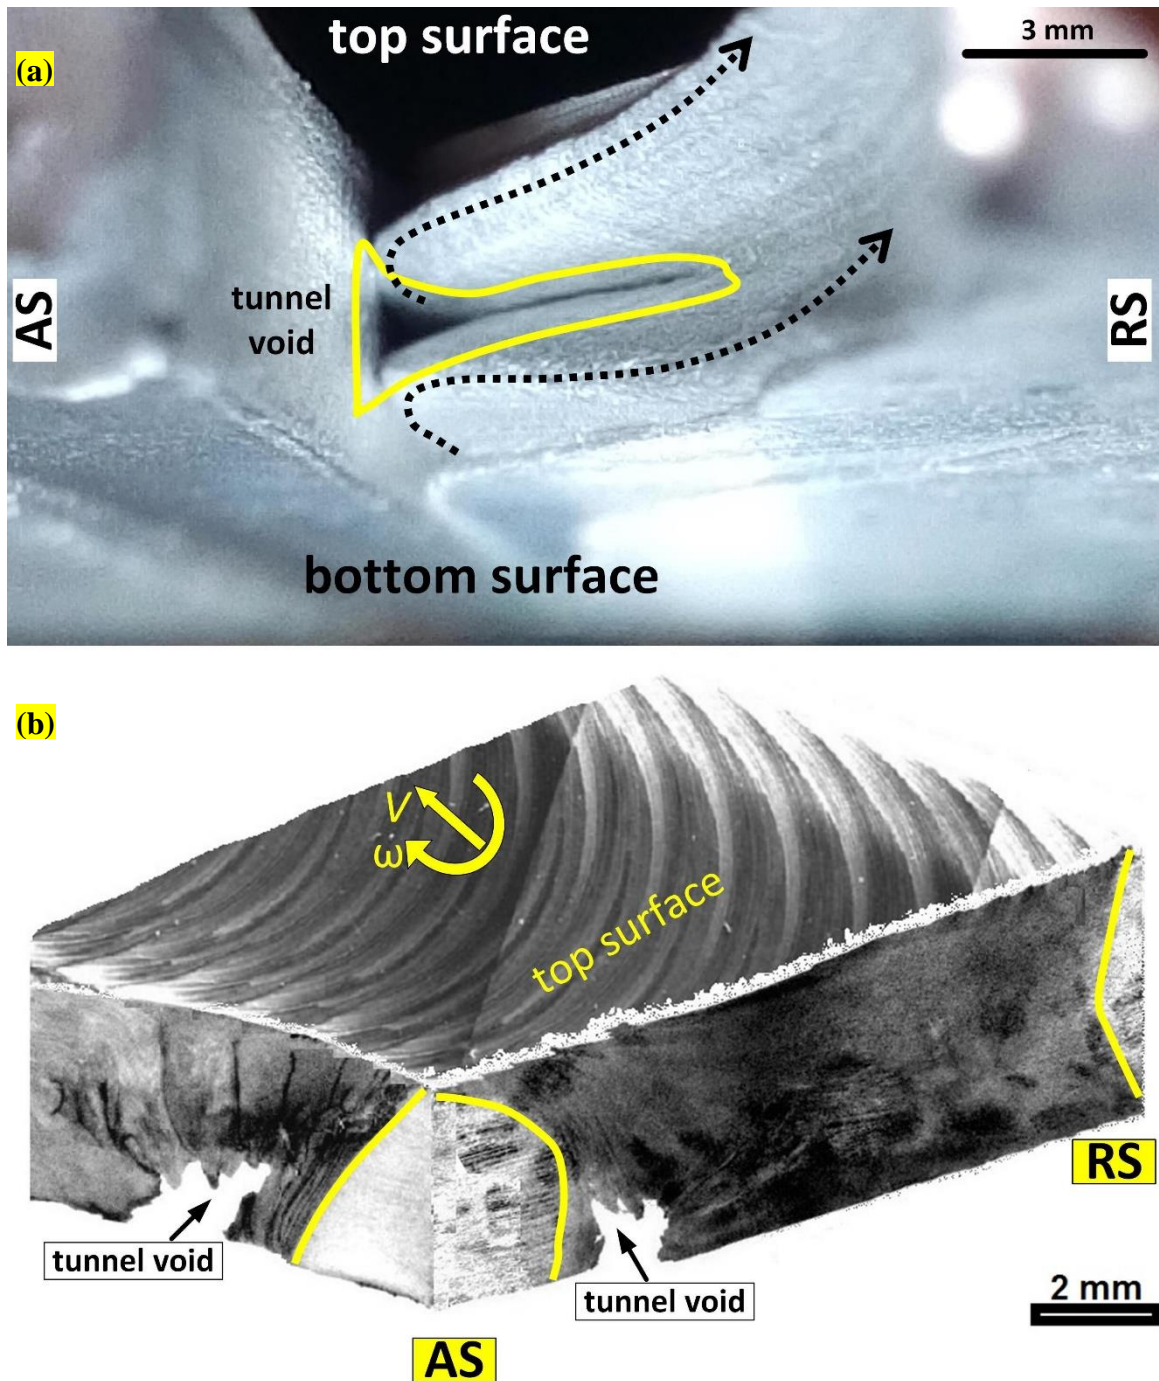 top surface
3 mm
(a)
AS
tunnel
void
RS
bottom surface
(b)
V
ω
top surface
RS
tunnel void
tunnel void
2 mm
AS